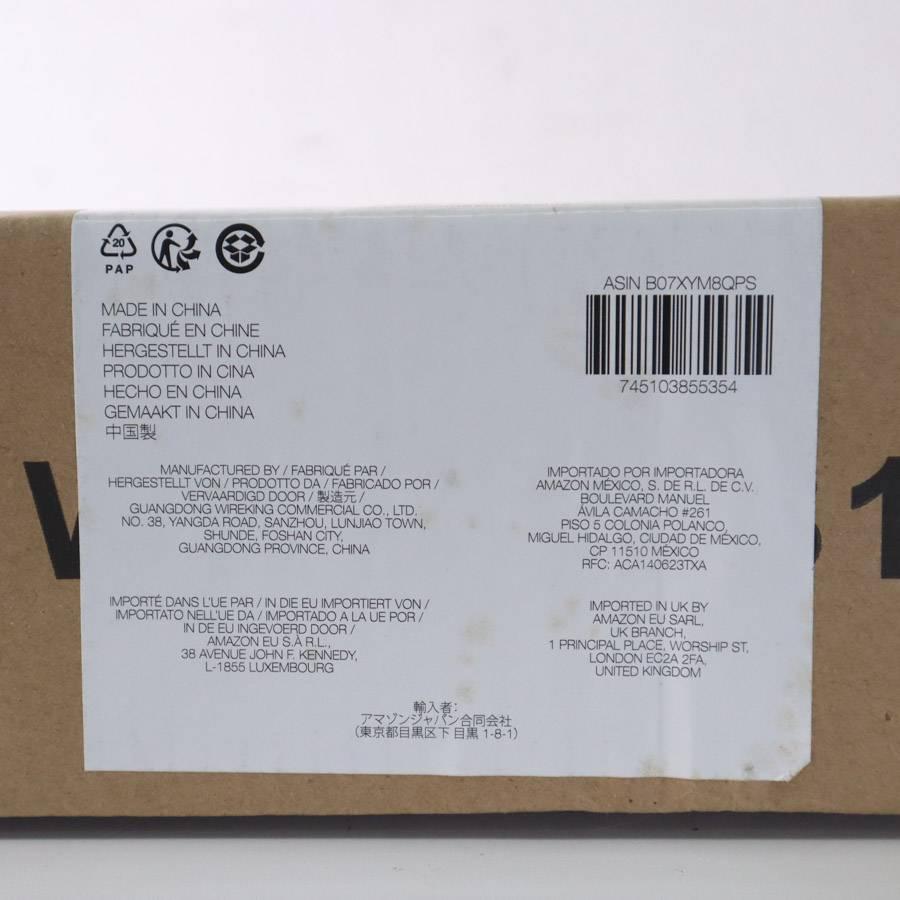 20
PAP
MADE IN CHINA
FABRIQUÉ EN CHINE
HERGESTELLT IN CHINA
PRODOTTO IN CINA
HECHO EN CHINA
GEMAAKT IN CHINA
中国製
ASIN B07XYM8QPS
745103855354
MANUFACTURED BY / FABRIQUÉ PAR /
HERGESTELLT VON / PRODOTTO DA / FABRICADO POR /
VERVAARDIGD DOOR / 製造元 /
GUANGDONG WIREKING COMMERCIAL CO., LTD.
NO. 38, YANGDA ROAD, SANZHOU, LUNJIAO TOWN,
SHUNDE, FOSHAN CITY,
GUANGDONG PROVINCE, CHINA
IMPORTADO POR IMPORTADORA
AMAZON MÉXICO, S. DE R.L. DE C.V.
BOULEVARD MANUEL
ÁVILA CAMACHO #261
PISO 5 COLONIA POLANCO,
MIGUEL HIDALGO, CIUDAD DE MÉXICO,
CP 11510 MÉXICO
RFC: ACA140623TXA
IMPORTÉ DANS L'UE PAR / IN DIE EU IMPORTIERT VON /
IMPORTATO NELL'UE DA / IMPORTADO A LA UE POR /
IN DE EU INGEVOERD DOOR /
AMAZON EU S.À R.L.,
38 AVENUE JOHN F. KENNEDY,
L-1855 LUXEMBOURG
IMPORTED IN UK BY
AMAZON EU SARL,
UK BRANCH,
1 PRINCIPAL PLACE, WORSHIP ST,
LONDON EC2A 2FA,
UNITED KINGDOM
輸入者:
アマゾンジャパン合同会社
(東京都目黒区下 目黒 1-8-1)